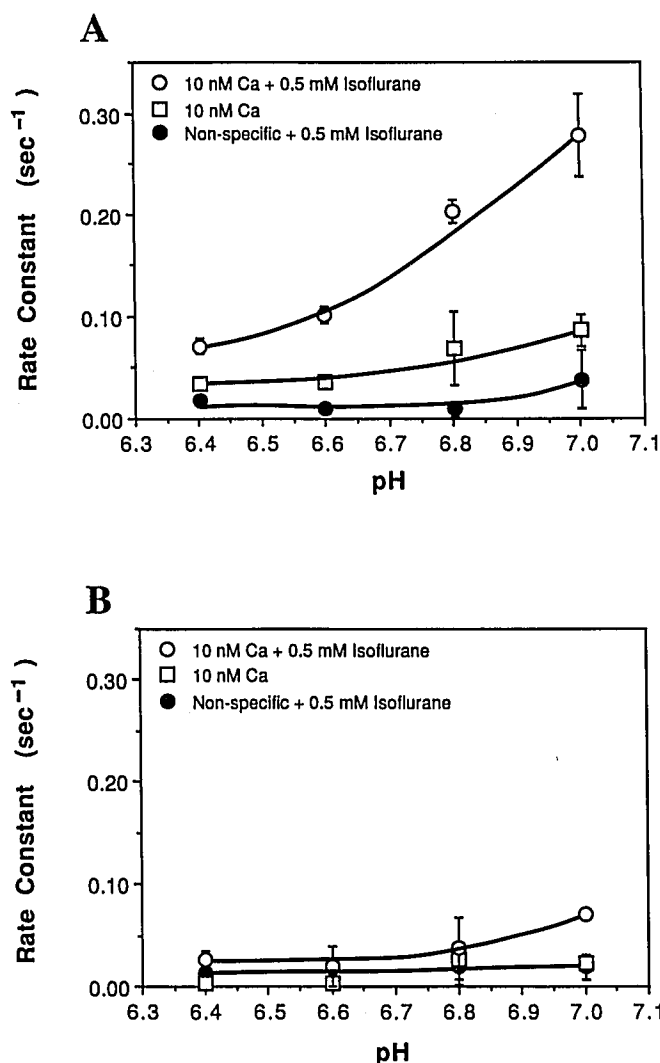 A
10 nM Ca + 0.5 mM Isoflurane
10 nM Ca
Non-specific + 0.5 mM Isoflurane
Rate Constant (sec⁻¹)
0.30
0.20
0.10
0.00
6.3 6.4 6.5 6.6 6.7 6.8 6.9 7.0 7.1
pH
B
10 nM Ca + 0.5 mM Isoflurane
10 nM Ca
Non-specific + 0.5 mM Isoflurane
Rate Constant (sec⁻¹)
0.30
0.20
0.10
0.00
6.3 6.4 6.5 6.6 6.7 6.8 6.9 7.0 7.1
pH